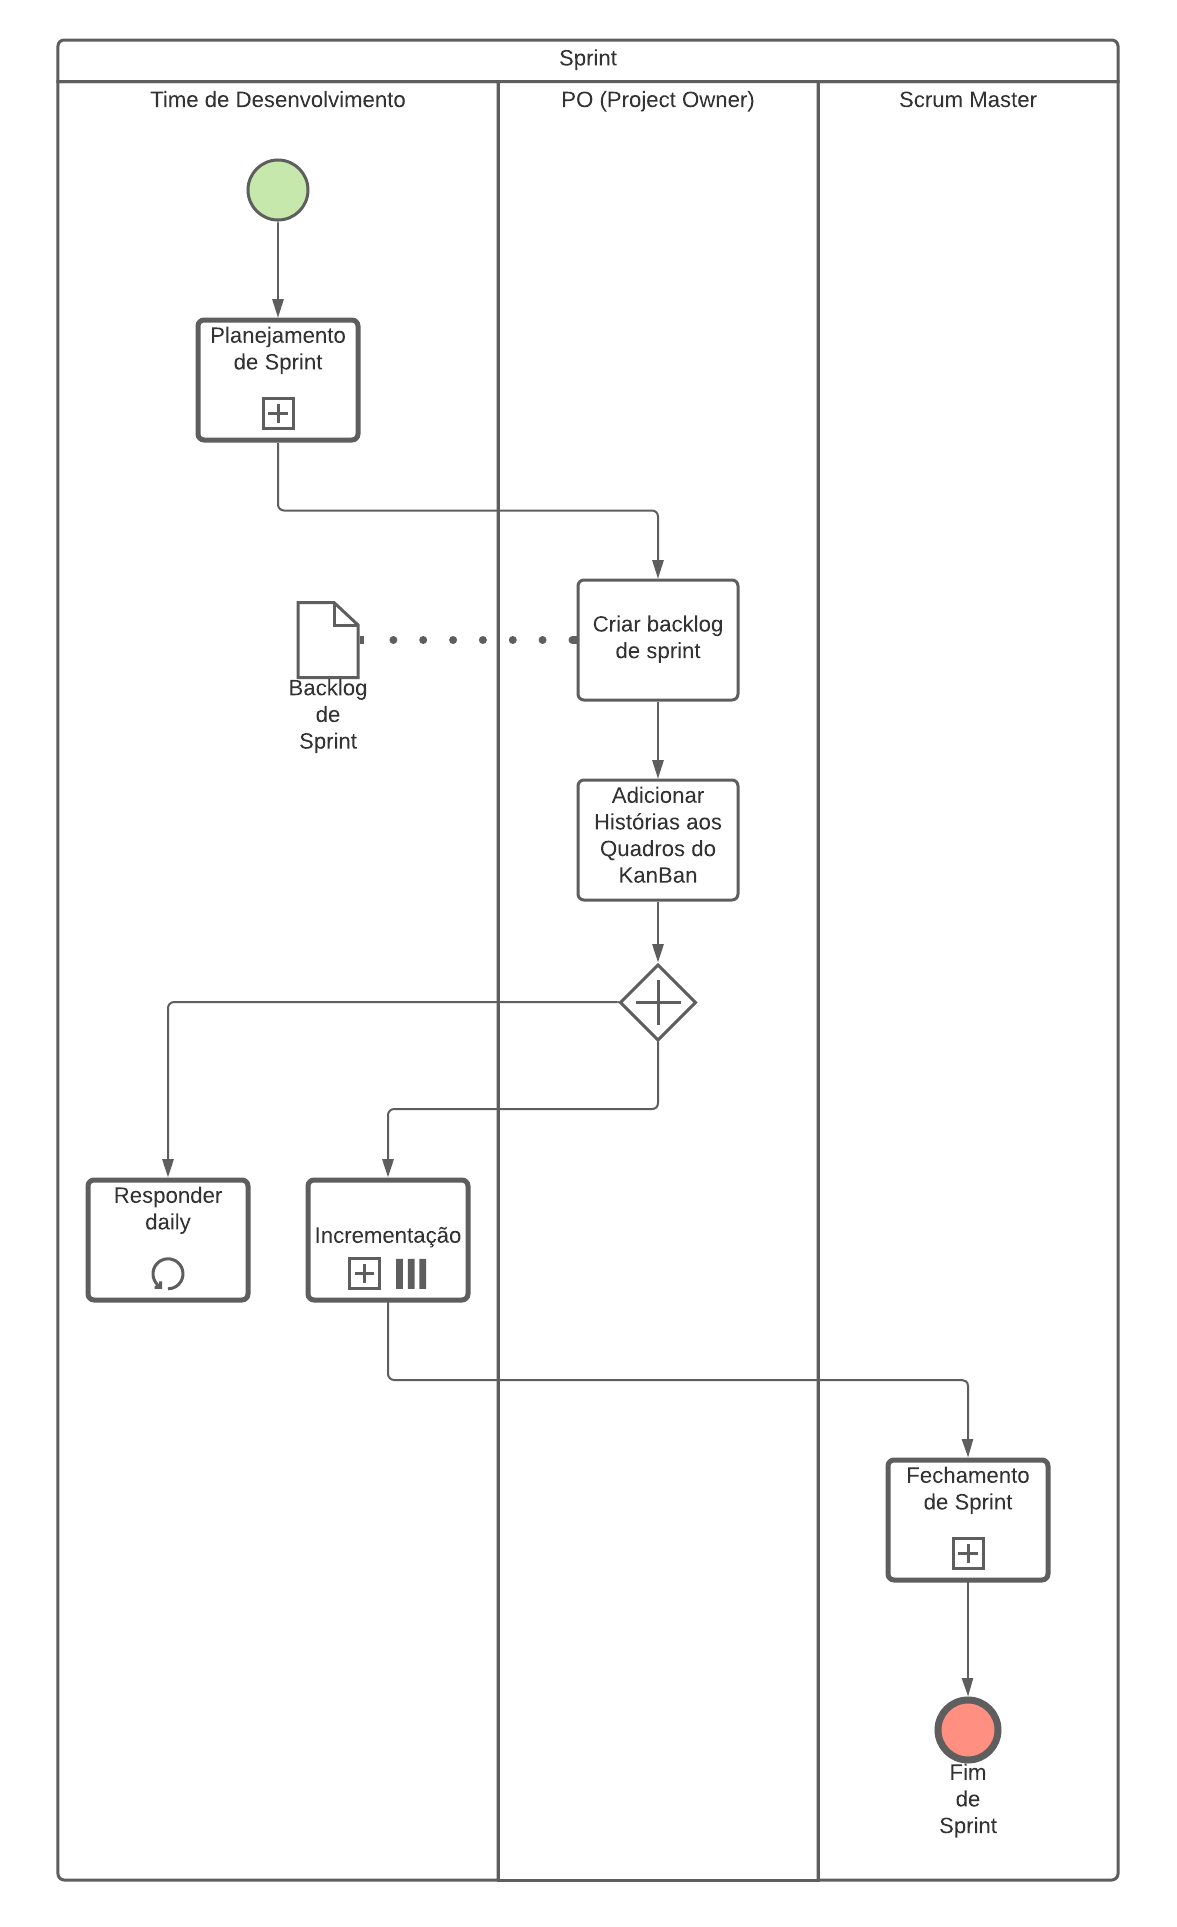 Sprint
Time de Desenvolvimento
PO (Project Owner)
Scrum Master
Planejamento
de Sprint
Criar backlog
de sprint
Backlog
de
Sprint
Adicionar
Histórias aos
Quadros do
KanBan
Responder
daily
Incrementação
Fechamento
de Sprint
Fim
de
Sprint